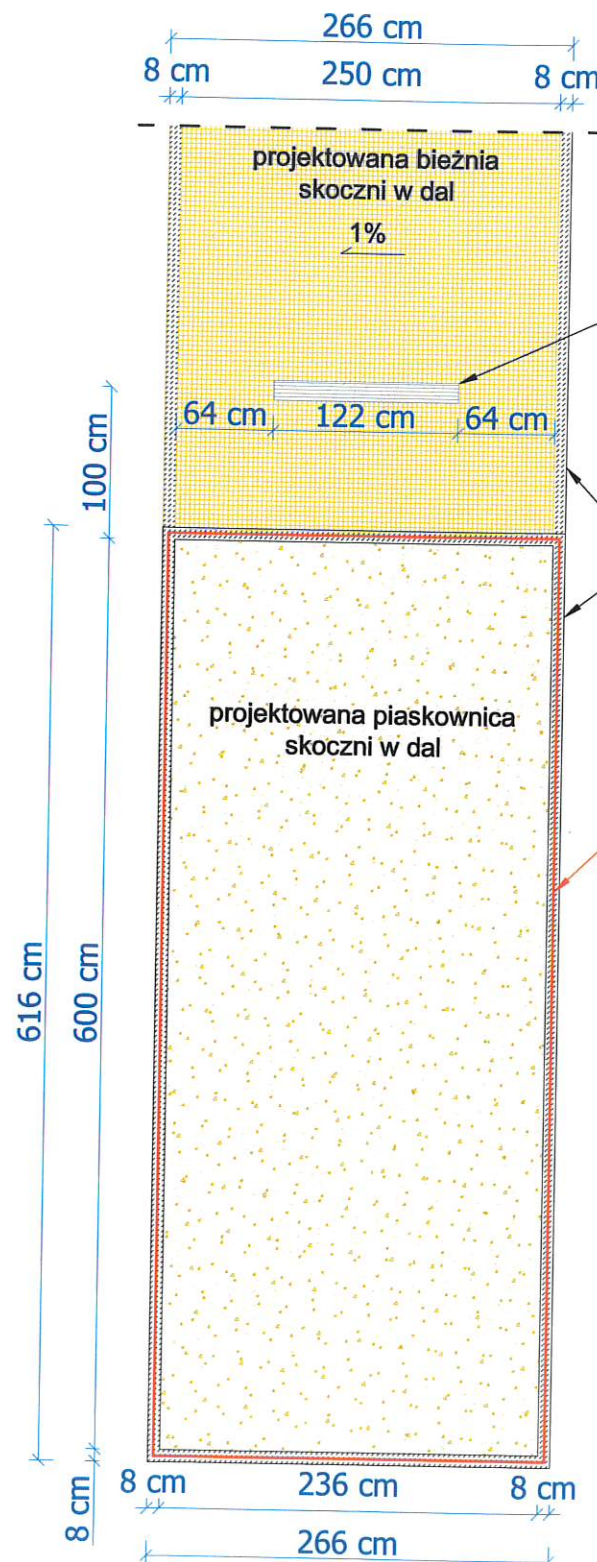 266 cm
8 cm 250 cm 8 cm
projektowana bieżnia
skoczni w dal
1%
64 cm 122 cm 64 cm
100 cm
projektowana piaskownica
skoczni w dal
616 cm
600 cm
8 cm
8 cm 236 cm 8 cm
266 cm